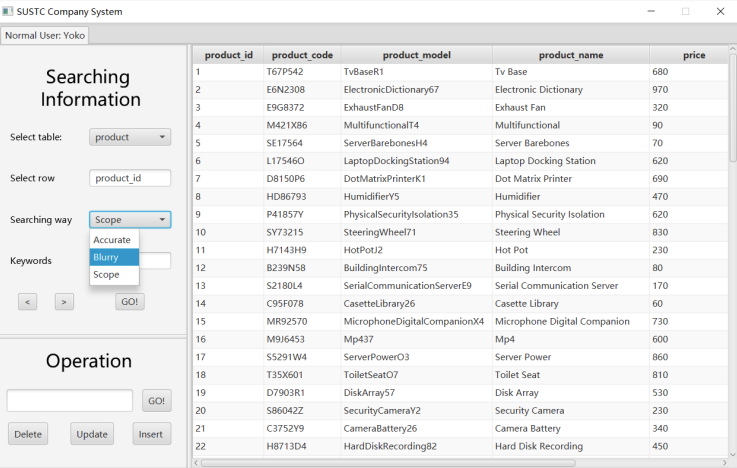 SUSTC Company System
Normal User: Yoko
Searching
Information
Select table: product
Select row product_id
Searching way Scope
Accurate
Blurry
Keywords
Scope
< > GO!
Operation
GO!
Delete Update Insert
product_id product_code product_model product_name price
1 T67P542 TvBaseR1 Tv Base 680
2 E6N2308 ElectronicDictionary67 Electronic Dictionary 970
3 E9G8372 ExhaustFanD8 Exhaust Fan 320
4 M421X86 MultifunctionalT4 Multifunctional 90
5 SE17564 ServerBarebonesH4 Server Barebones 70
6 L17546O LaptopDockingStation94 Laptop Docking Station 620
7 D8150P6 DotMatrixPrinterK1 Dot Matrix Printer 690
8 HD86793 HumidifierY5 Humidifier 470
9 P41857Y PhysicalSecurityIsolation35 Physical Security Isolation 620
10 SY73215 SteeringWheel71 Steering Wheel 830
11 H7143H9 HotPotJ2 Hot Pot 230
12 B239N58 BuildingIntercom75 Building Intercom 80
13 S2180L4 SerialCommunicationServerE9 Serial Communication Server 170
14 C95F078 CasetteLibrary26 Casette Library 60
15 MR92570 MicrophoneDigitalCompanionX4 Microphone Digital Companion 730
16 M9J6453 Mp437 Mp4 600
17 S5291W4 ServerPowerO3 Server Power 860
18 T35X601 ToiletSeatO7 Toilet Seat 810
19 D7903R1 DiskArray57 Disk Array 530
20 S86042Z SecurityCameraY2 Security Camera 230
21 C3752Y9 CameraBattery26 Camera Battery 340
22 H8713D4 HardDiskRecording82 Hard Disk Recording 450